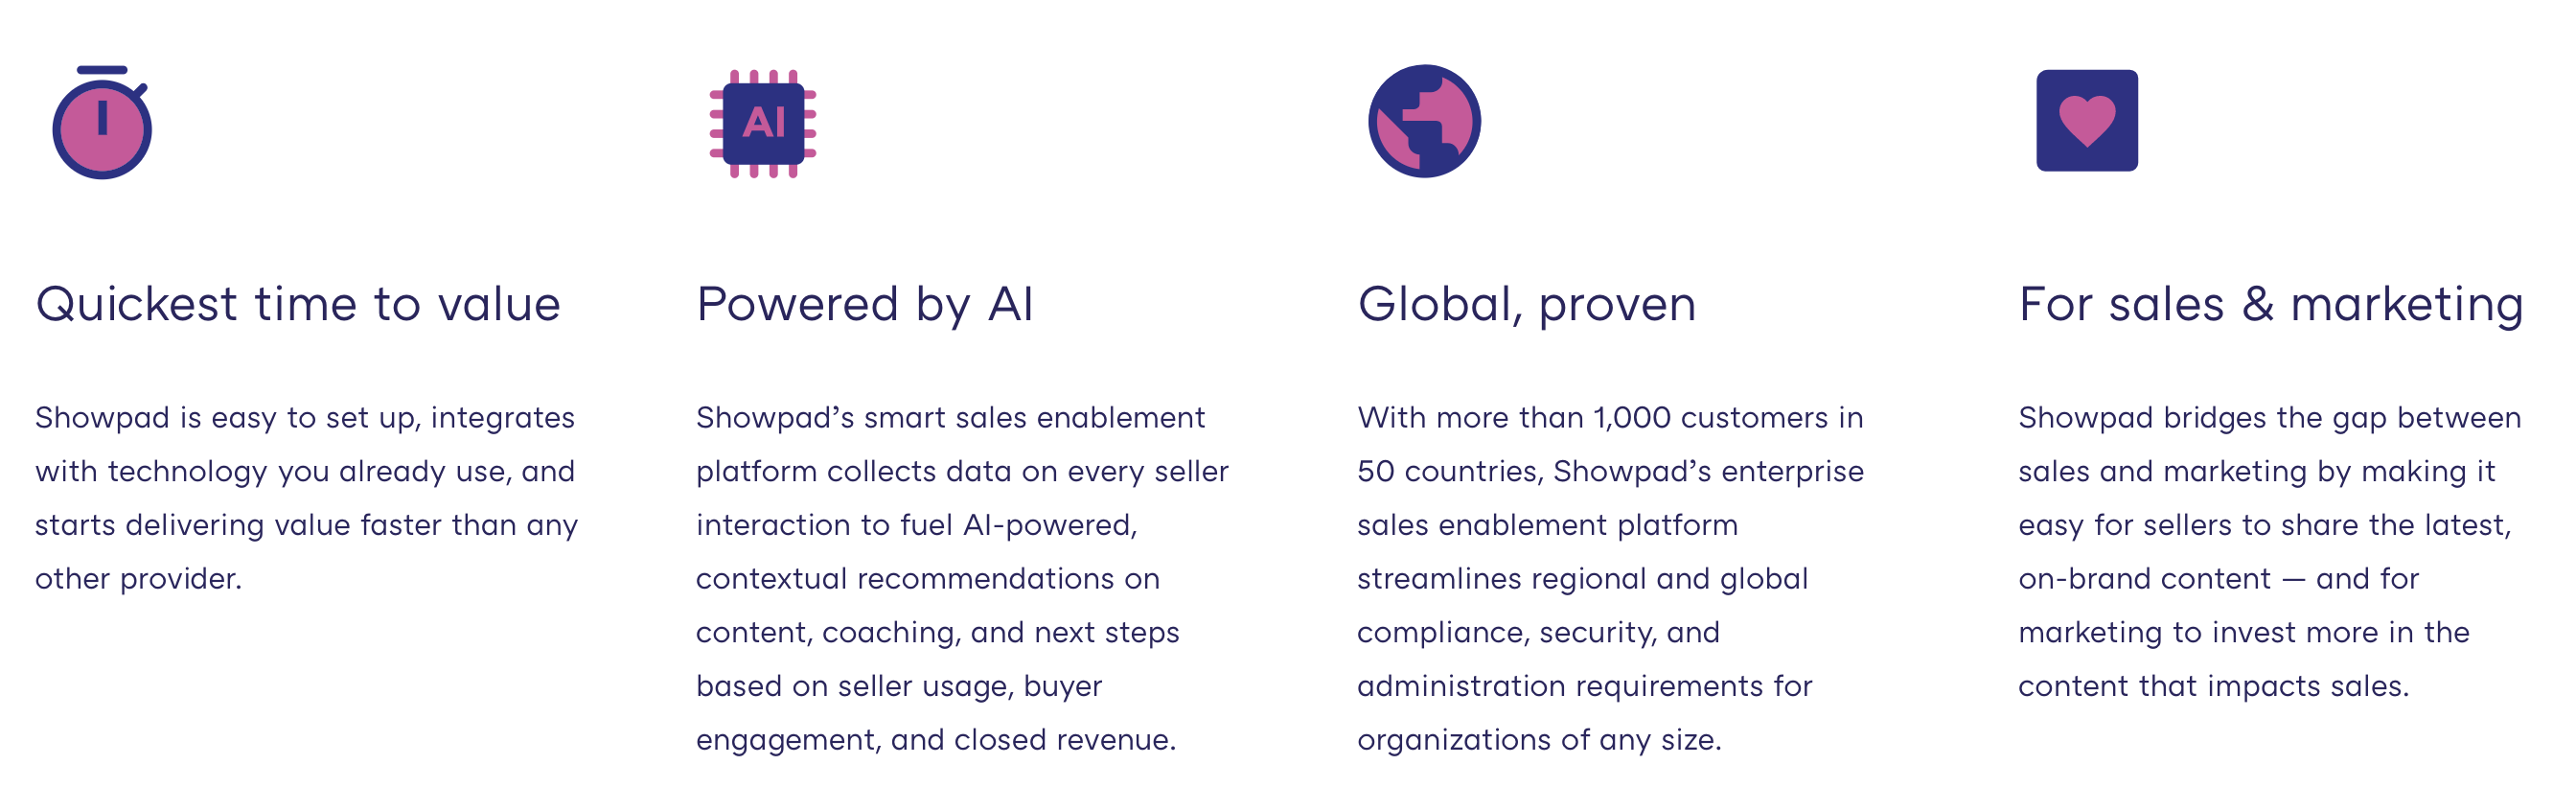 AI
Quickest time to value
Showpad is easy to set up, integrates
with technology you already use, and
starts delivering value faster than any
other provider.
Powered by AI
Showpad’s smart sales enablement
platform collects data on every seller
interaction to fuel AI-powered,
contextual recommendations on
content, coaching, and next steps
based on seller usage, buyer
engagement, and closed revenue.
Global, proven
With more than 1,000 customers in
50 countries, Showpad’s enterprise
sales enablement platform
streamlines regional and global
compliance, security, and
administration requirements for
organizations of any size.
For sales & marketing
Showpad bridges the gap between
sales and marketing by making it
easy for sellers to share the latest,
on-brand content — and for
marketing to invest more in the
content that impacts sales.